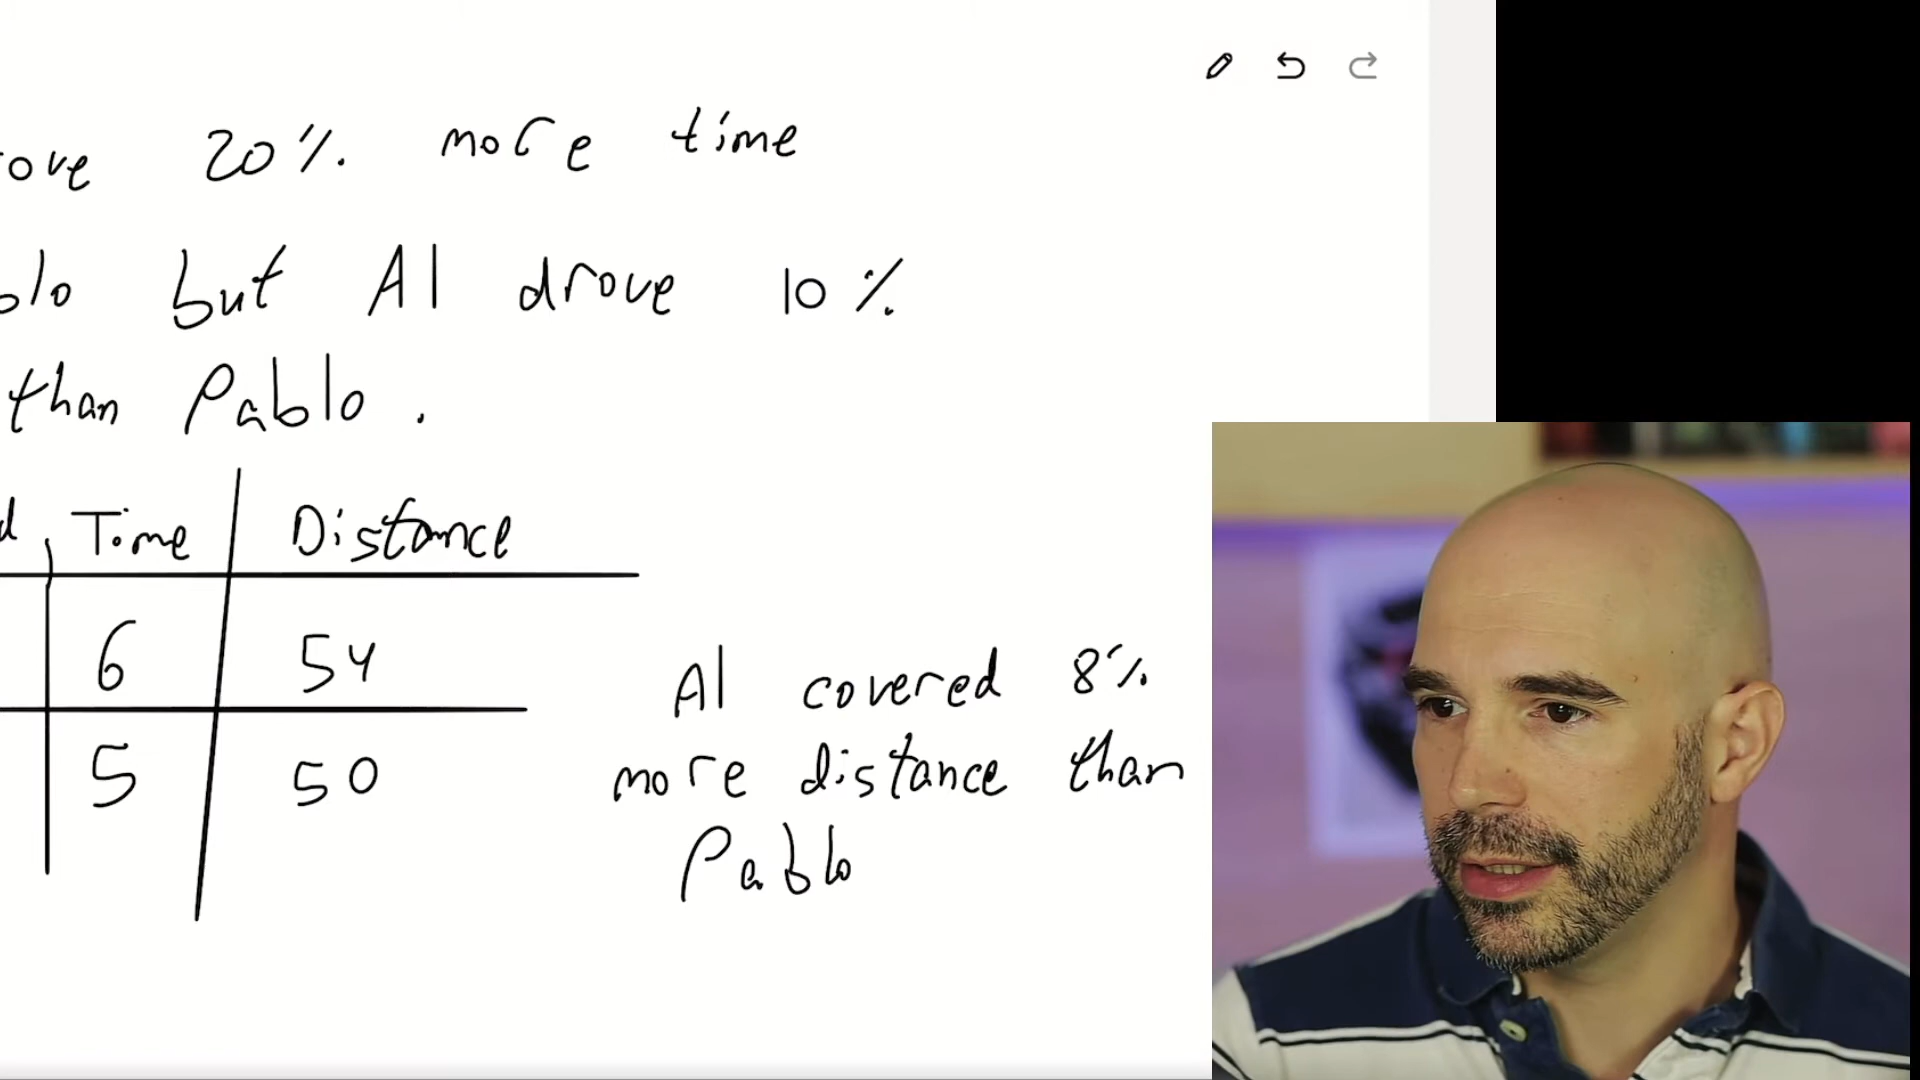 ove 20% more time
blo but Al drove 10%
than Pablo.
d Time Distance
6 54
5 50
Al covered 8%
more distance than
Pablo